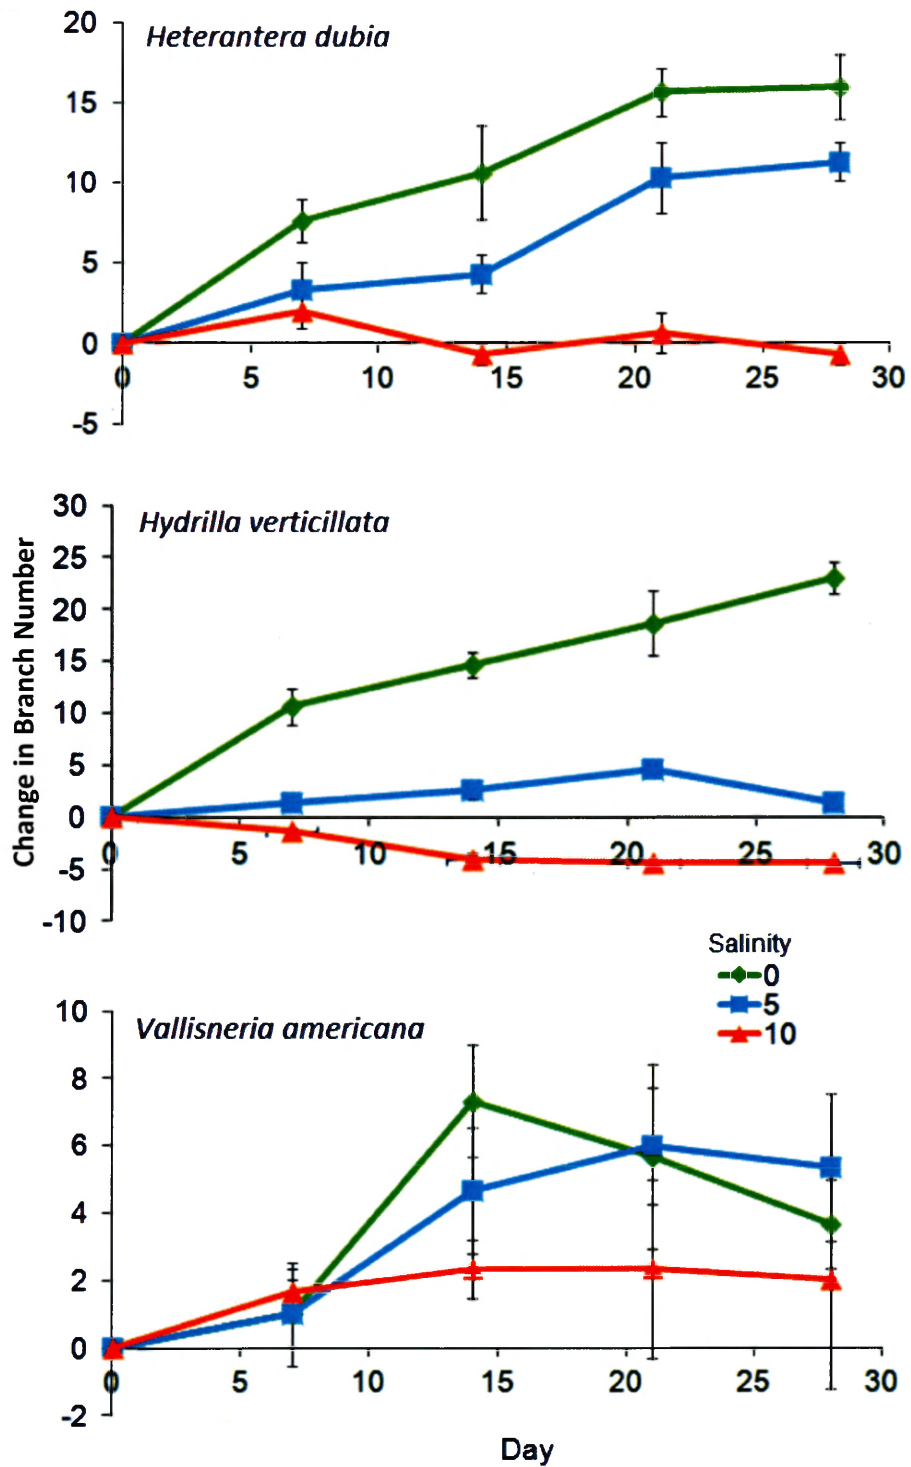 Heterantera dubia
20
15
10
5
0
-5
0 5 10 15 20 25 30
Change in Branch Number
Hydrilla verticillata
30
25
20
15
10
5
0
-5
-10
0 5 10 15 20 25 30
Salinity
0
5
10
Vallisneria americana
10
8
6
4
2
0
-2
0 5 10 15 20 25 30
Day